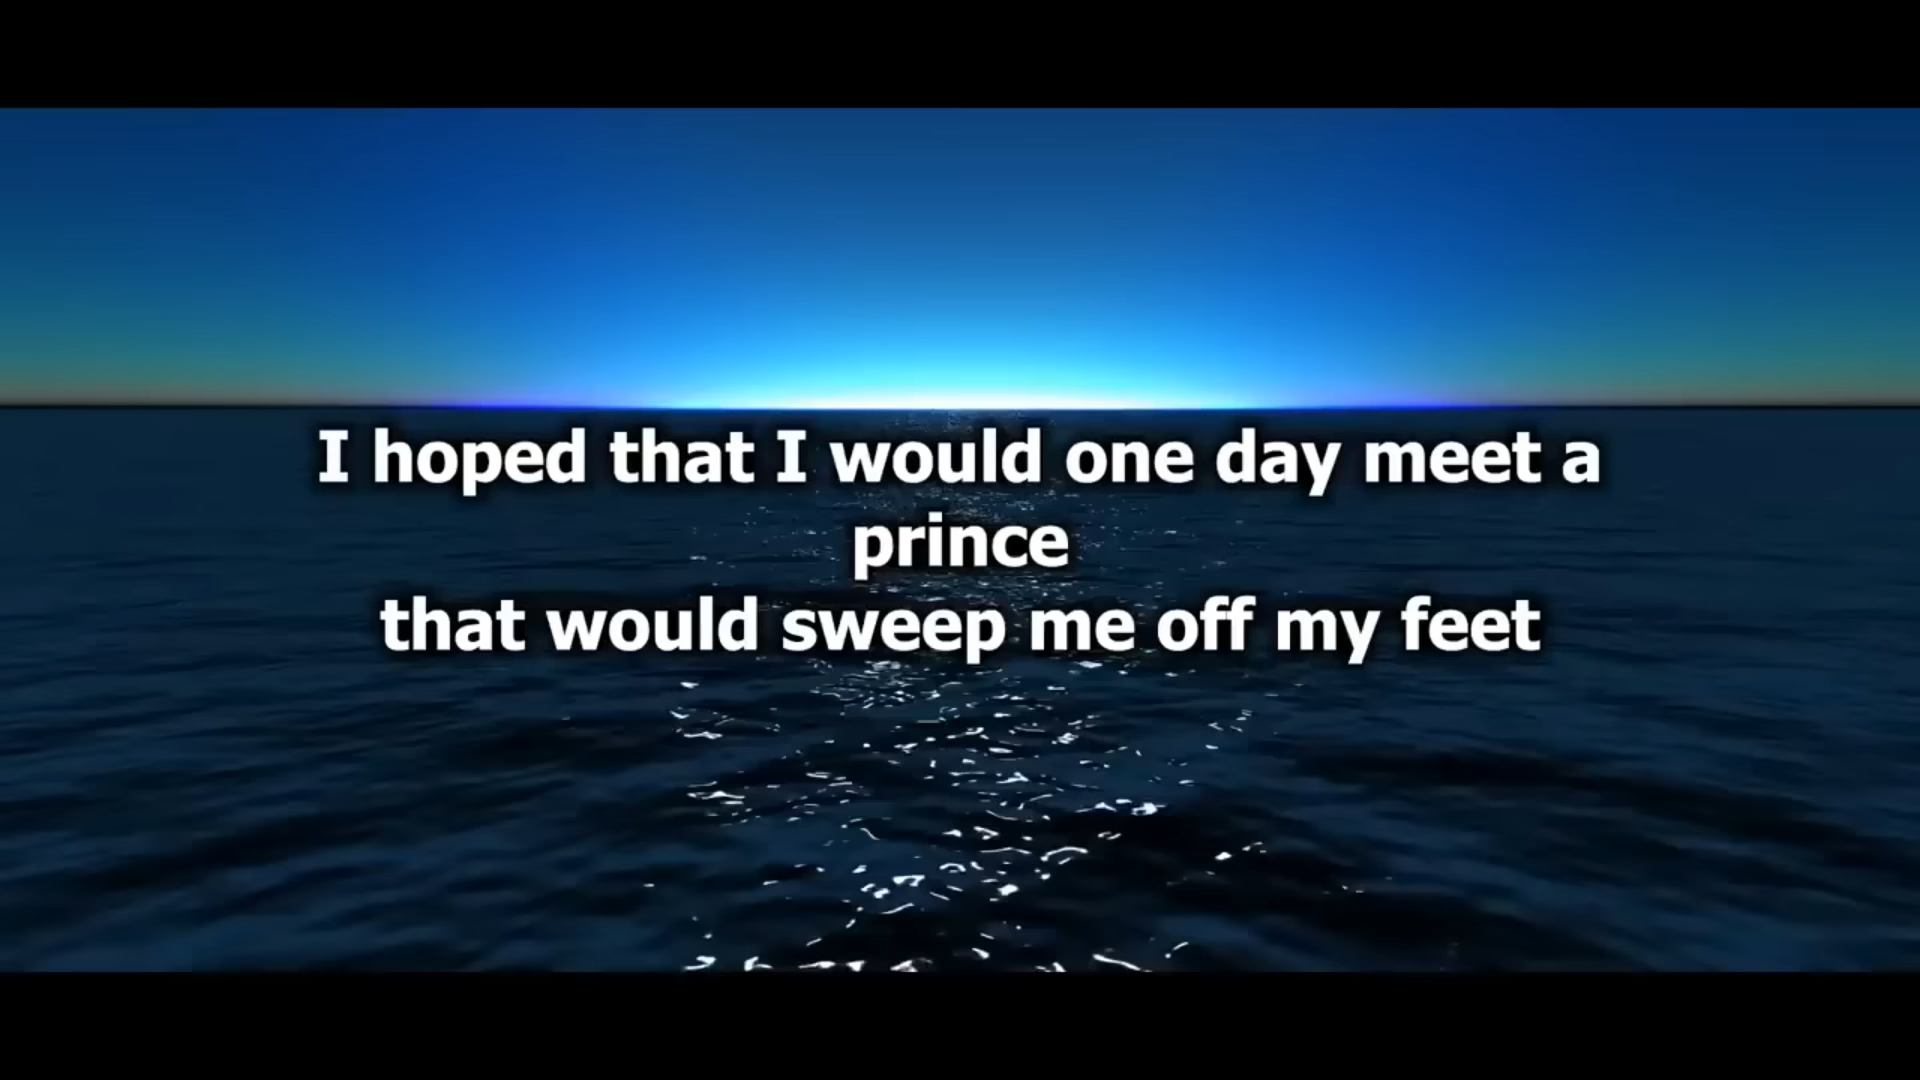 I hoped that I would one day meet a
prince
that would sweep me off my feet